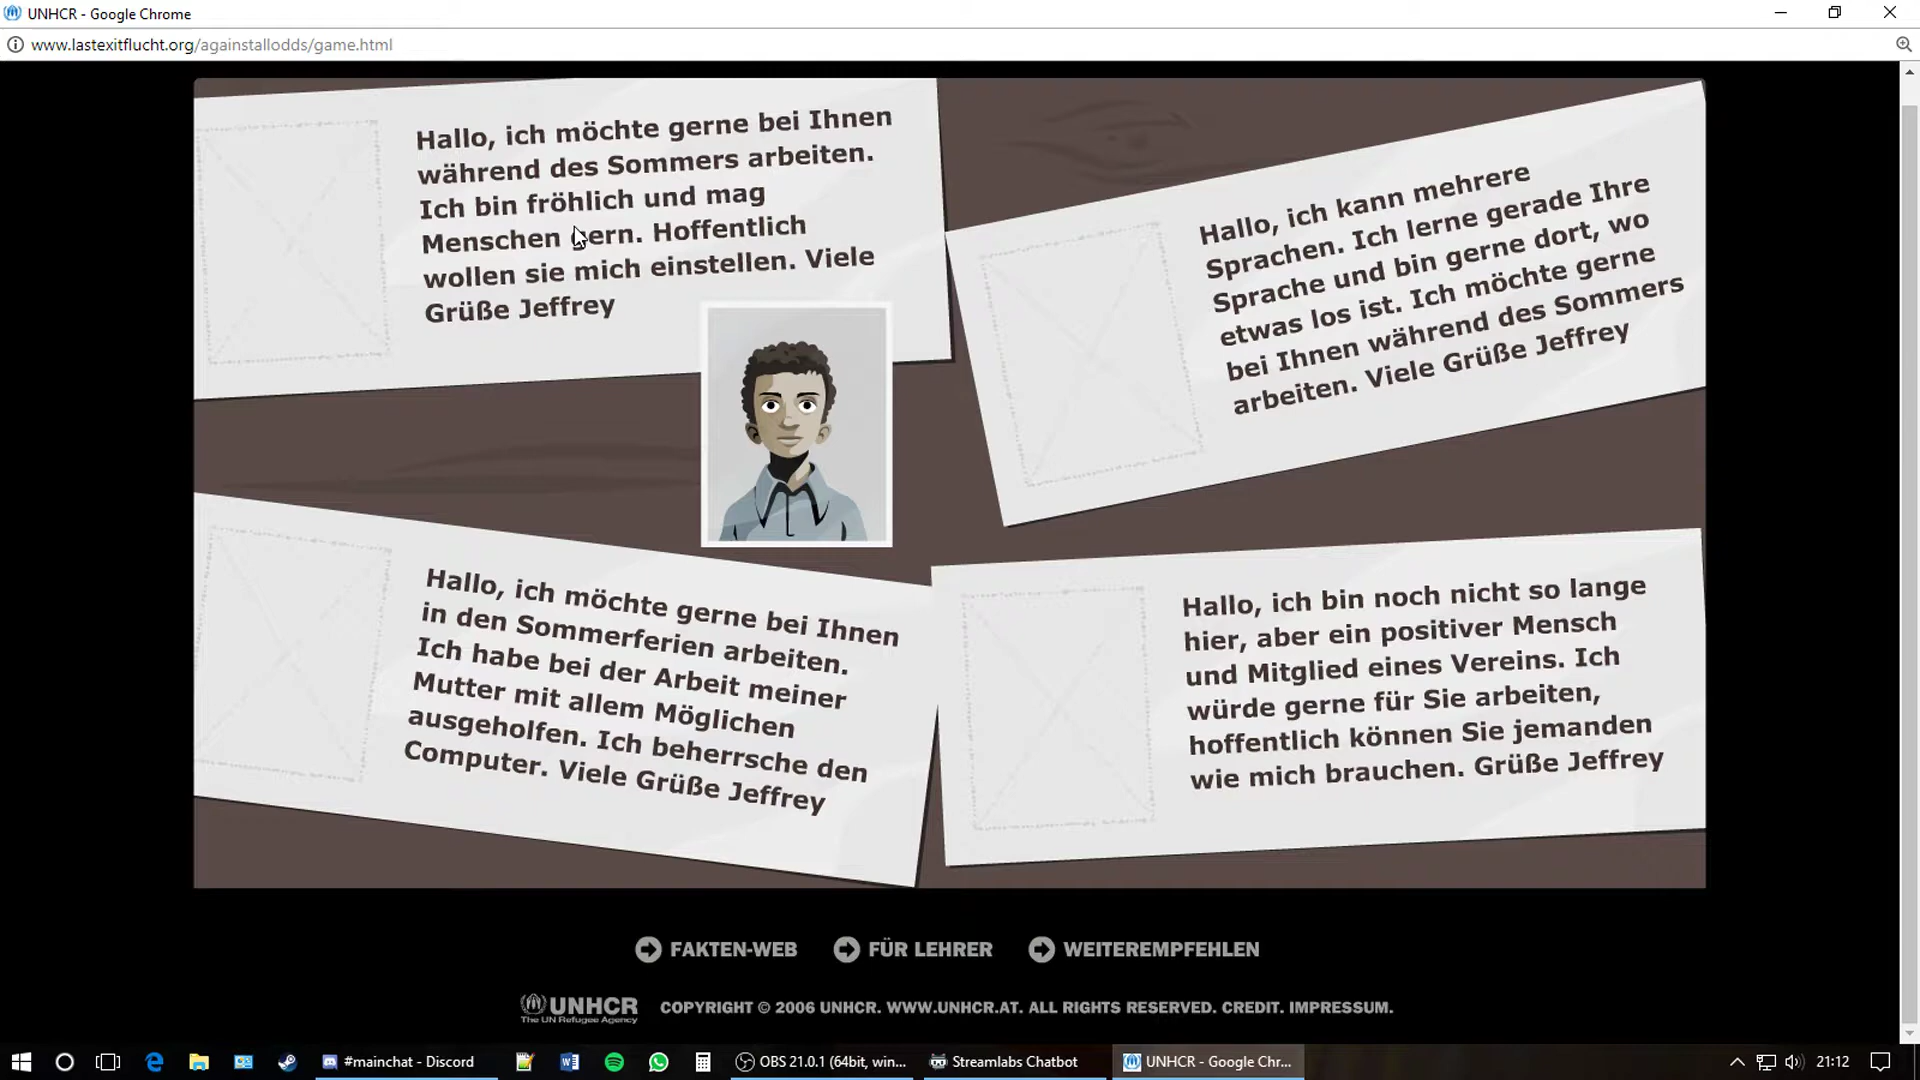 UNHCR - Google Chrome
www.lastexitflucht.org/againstallodds/game.html
Hallo, ich möchte gerne bei Ihnen
während des Sommers arbeiten.
Ich bin fröhlich und mag
Menschen gern. Hoffentlich
wollen sie mich einstellen. Viele
Grüße Jeffrey
Hallo, ich kann mehrere
Sprachen. Ich lerne gerade Ihre
Sprache und bin gerne dort, wo
etwas los ist. Ich möchte gerne
bei Ihnen während des Sommers
arbeiten. Viele Grüße Jeffrey
Hallo, ich möchte gerne bei Ihnen
in den Sommerferien arbeiten.
Ich habe bei der Arbeit meiner
Mutter mit allem Möglichen
ausgeholfen. Ich beherrsche den
Computer. Viele Grüße Jeffrey
Hallo, ich bin noch nicht so lange
hier, aber ein positiver Mensch
und Mitglied eines Vereins. Ich
würde gerne für Sie arbeiten,
hoffentlich können Sie jemanden
wie mich brauchen. Grüße Jeffrey
FAKTEN-WEB FÜR LEHRER WEITEREMPFEHLEN
UNHCR
The UN Refugee Agency
COPYRIGHT © 2006 UNHCR. WWW.UNHCR.AT. ALL RIGHTS RESERVED. CREDIT. IMPRESSUM.
#mainchat - Discord OBS 21.0.1 (64bit, win... Streamlabs Chatbot UNHCR - Google Chr... 21:12